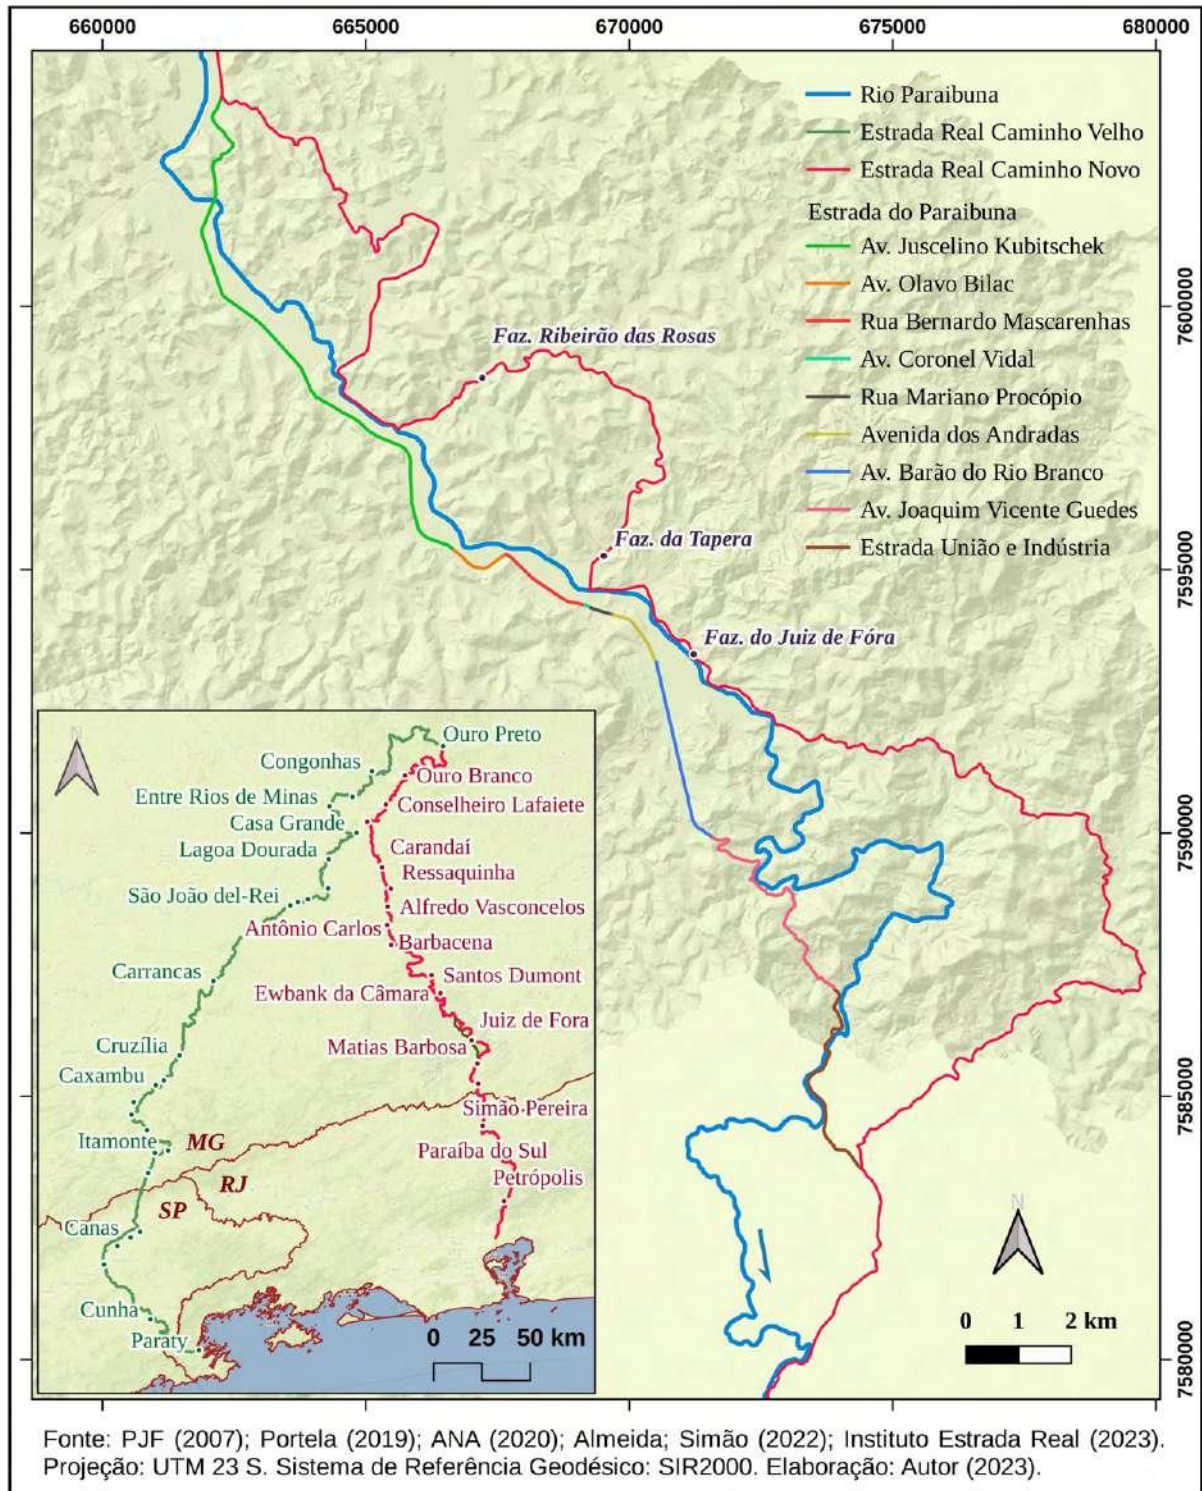 660000
665000
670000
675000
680000
Rio Paraibuna
Estrada Real Caminho Velho
Estrada Real Caminho Novo
Estrada do Paraibuna
Av. Juscelino Kubitschek
Av. Olavo Bilac
Rua Bernardo Mascarenhas
Av. Coronel Vidal
Rua Mariano Procópio
Avenida dos Andradas
Av. Barão do Rio Branco
Av. Joaquim Vicente Guedes
Estrada União e Indústria
7600000
7595000
7590000
7585000
7580000
Faz. Ribeirão das Rosas
Faz. da Tapera
Faz. do Juiz de Fóra
N
Ouro Preto
Congonhas
Ouro Branco
Entre Rios de Minas
Conselheiro Lafaiete
Casa Grande
Lagoa Dourada
Carandaí
Ressaquinha
São João del-Rei
Alfredo Vasconcelos
Antônio Carlos
Barbacena
Carrancas
Santos Dumont
Ewbank da Câmara
Juiz de Fora
Cruzília
Matias Barbosa
Caxambu
Simão Pereira
Itamonte
MG
Paraíba do Sul
RJ
Petrópolis
SP
Canas
Cunha
Paraty
0 25 50 km
N
0 1 2 km
Fonte: PJF (2007); Portela (2019); ANA (2020); Almeida; Simão (2022); Instituto Estrada Real (2023).
Projeção: UTM 23 S. Sistema de Referência Geodésico: SIR2000. Elaboração: Autor (2023).